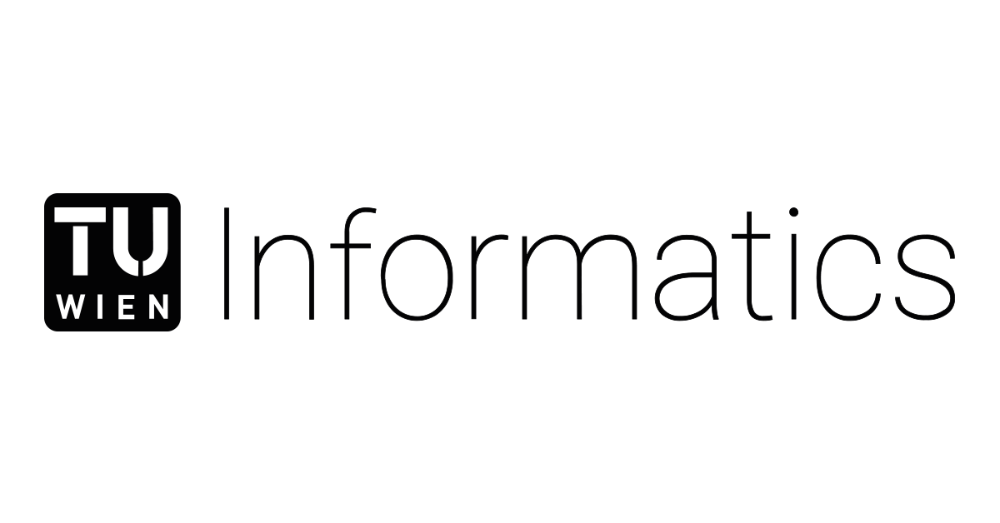 TU
WIEN
Informatics